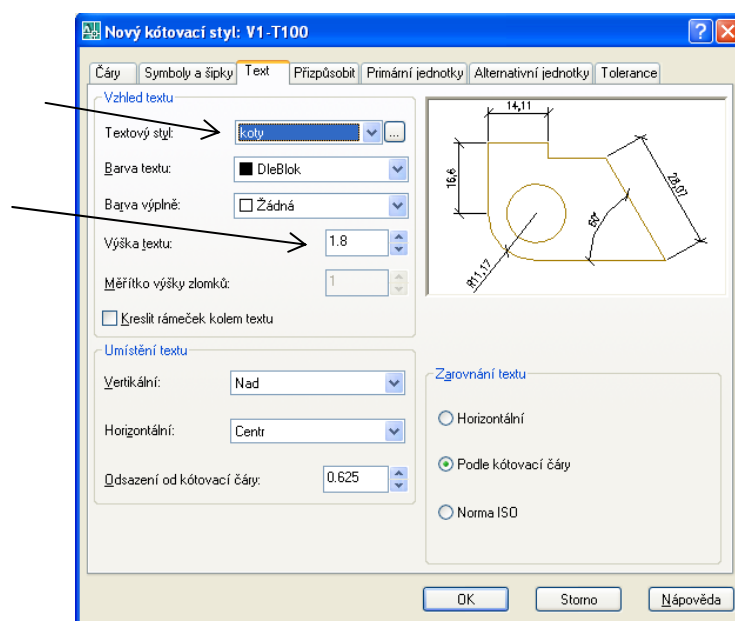 Nový kótovací styl: V1-T100
Čáry Symboly a šipky Text Přizpůsobit Primární jednotky Alternativní jednotky Tolerance
Vzhled textu
Textový styl: koty ...
Barva textu: DleBlok
Barva výplně: Žádná
Výška textu: 1.8
Měřítko výšky zlomků: 1
Kreslit rámeček kolem textu
14,11
16,6
28,07
60°
R11,17
Umístění textu
Vertikální: Nad
Horizontální: Centr
Odsazení od kótovací čáry: 0.625
Zarovnání textu
Horizontální
Podle kótovací čáry
Norma ISO
OK Storno Nápověda